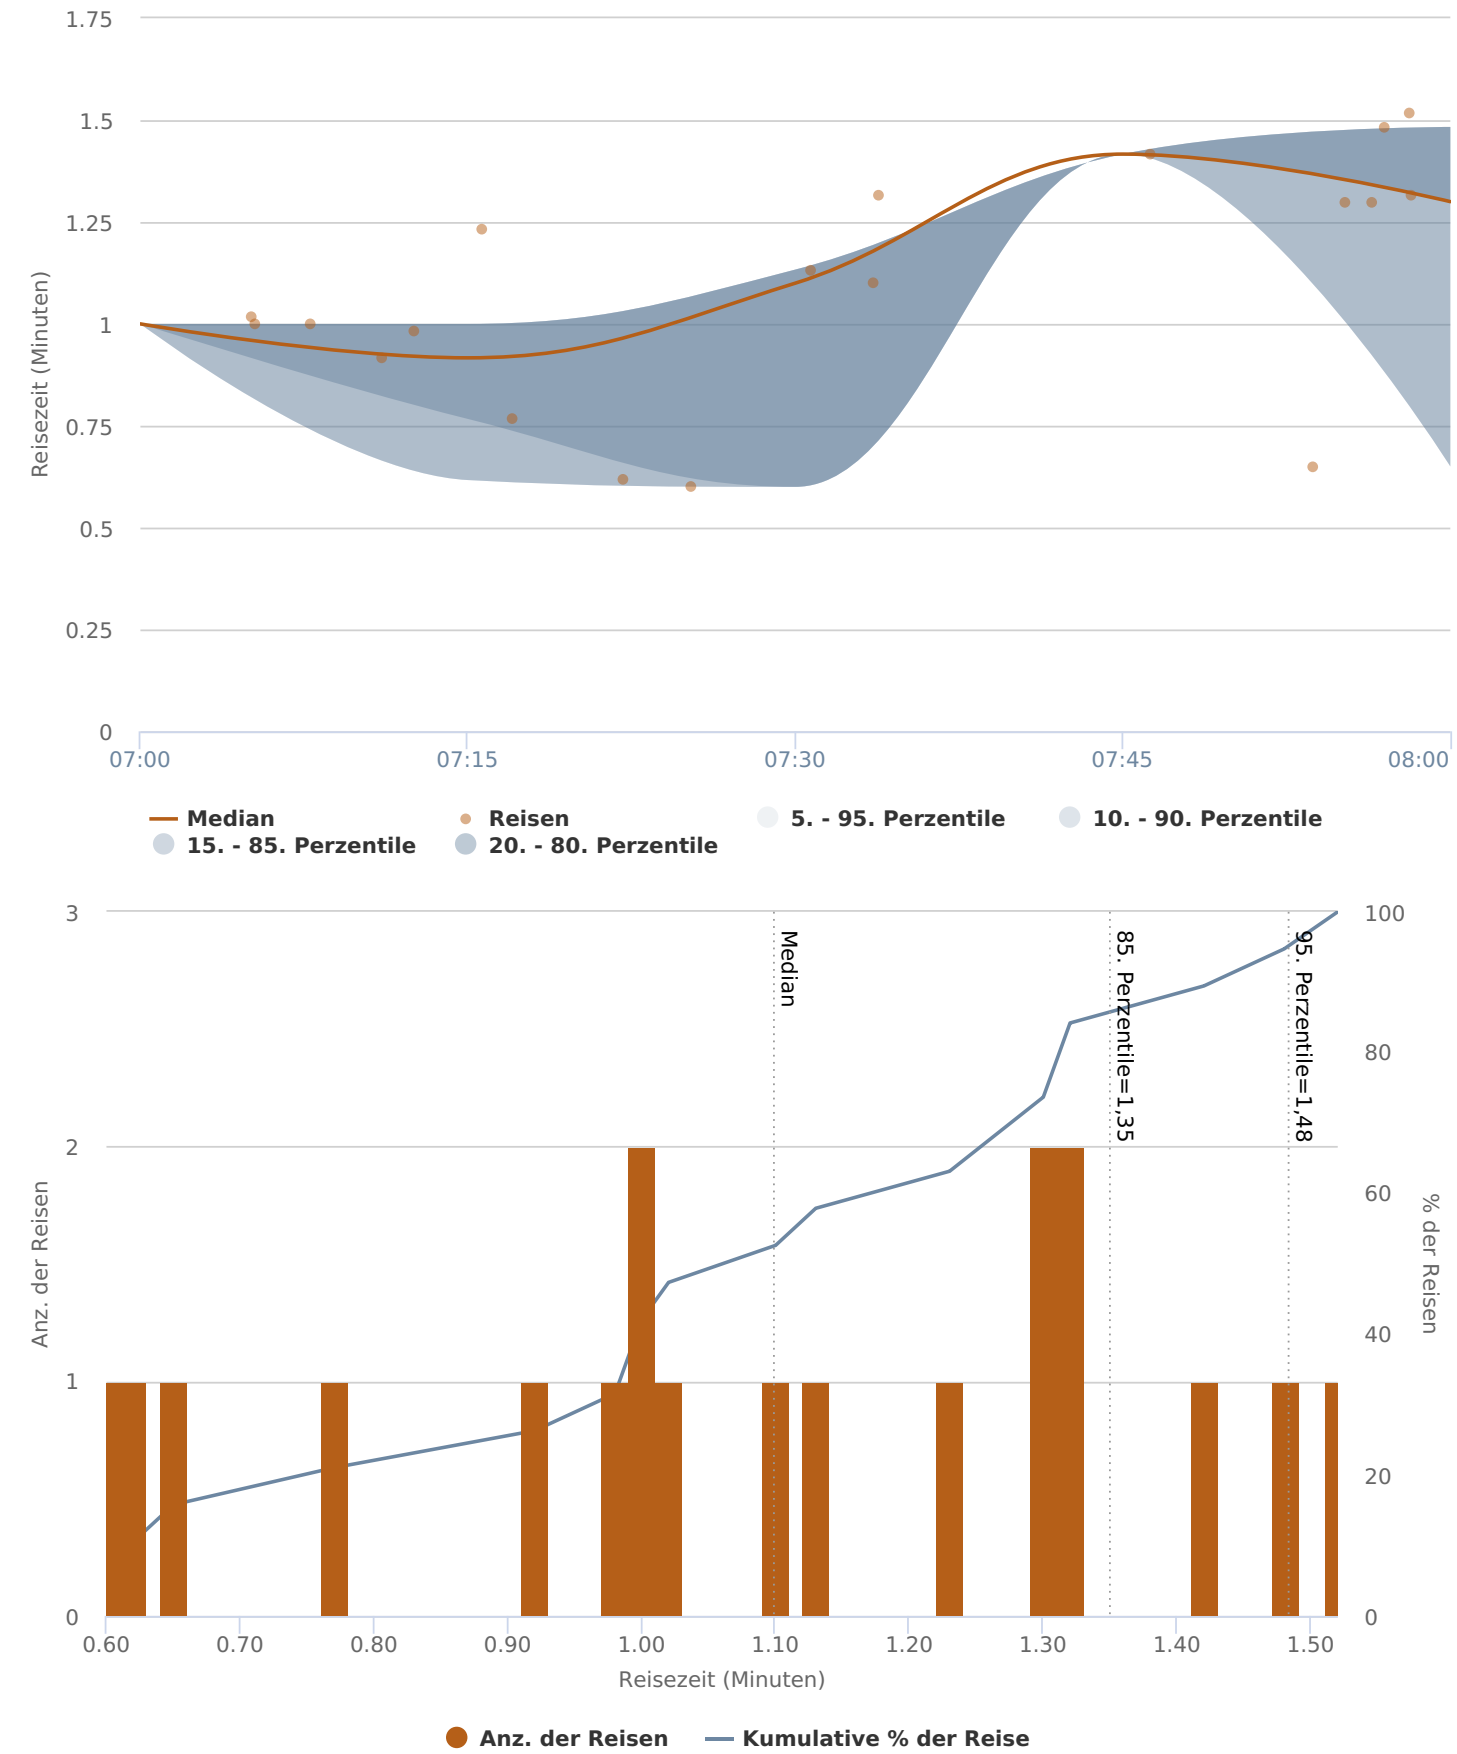 1.75
1.5
1.25
1
0.75
0.5
0.25
0
Reisezeit (Minuten)
07:00 07:15 07:30 07:45 08:00
Median Reisen 5. - 95. Perzentile 10. - 90. Perzentile
15. - 85. Perzentile 20. - 80. Perzentile
3
2
1
0
Anz. der Reisen
Median
85. Perzentile=1,35
95. Perzentile=1,48
100
80
60
40
20
0
% der Reisen
0.60 0.70 0.80 0.90 1.00 1.10 1.20 1.30 1.40 1.50
Reisezeit (Minuten)
Anz. der Reisen Kumulative % der Reise